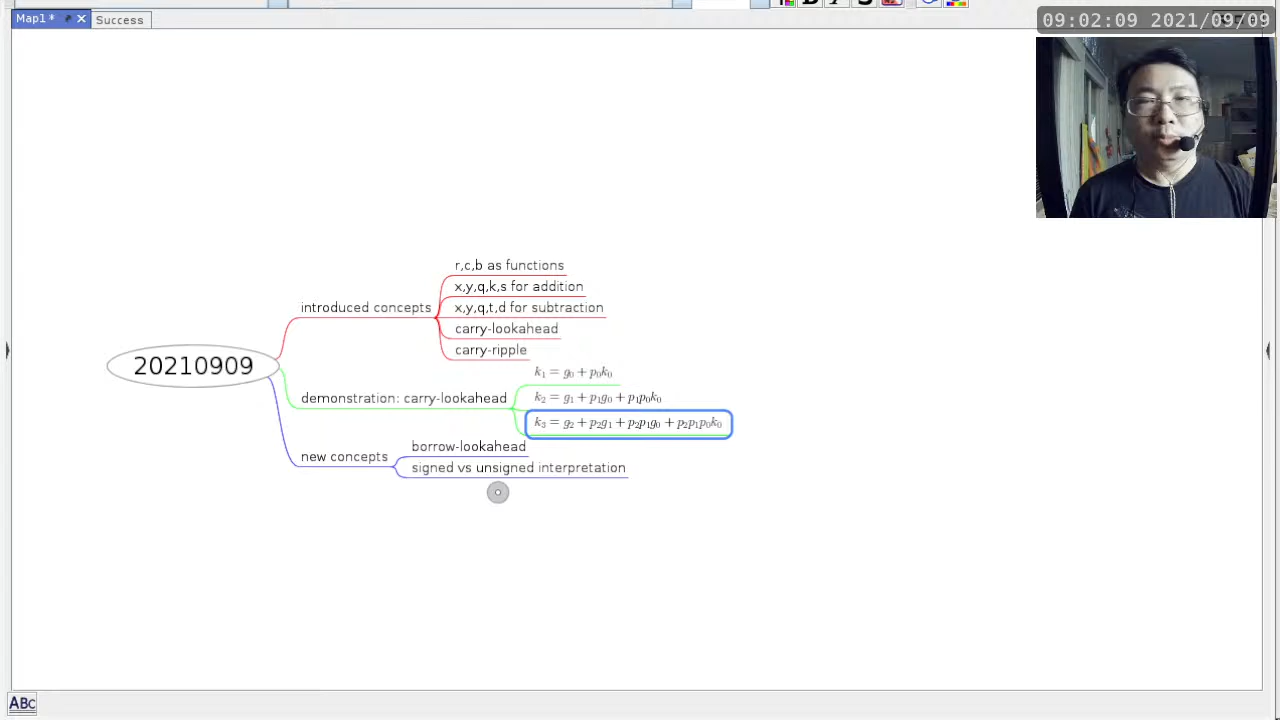 Map1 *
Success
09:02:09 2021/09/09
20210909
introduced concepts
r,c,b as functions
x,y,q,k,s for addition
x,y,q,t,d for subtraction
carry-lookahead
carry-ripple
demonstration: carry-lookahead
k₁ = g₀ + p₀k₀
k₂ = g₁ + p₁g₀ + p₁p₀k₀
k₃ = g₂ + p₂g₁ + p₂p₁g₀ + p₂p₁p₀k₀
new concepts
borrow-lookahead
signed vs unsigned interpretation
ABC